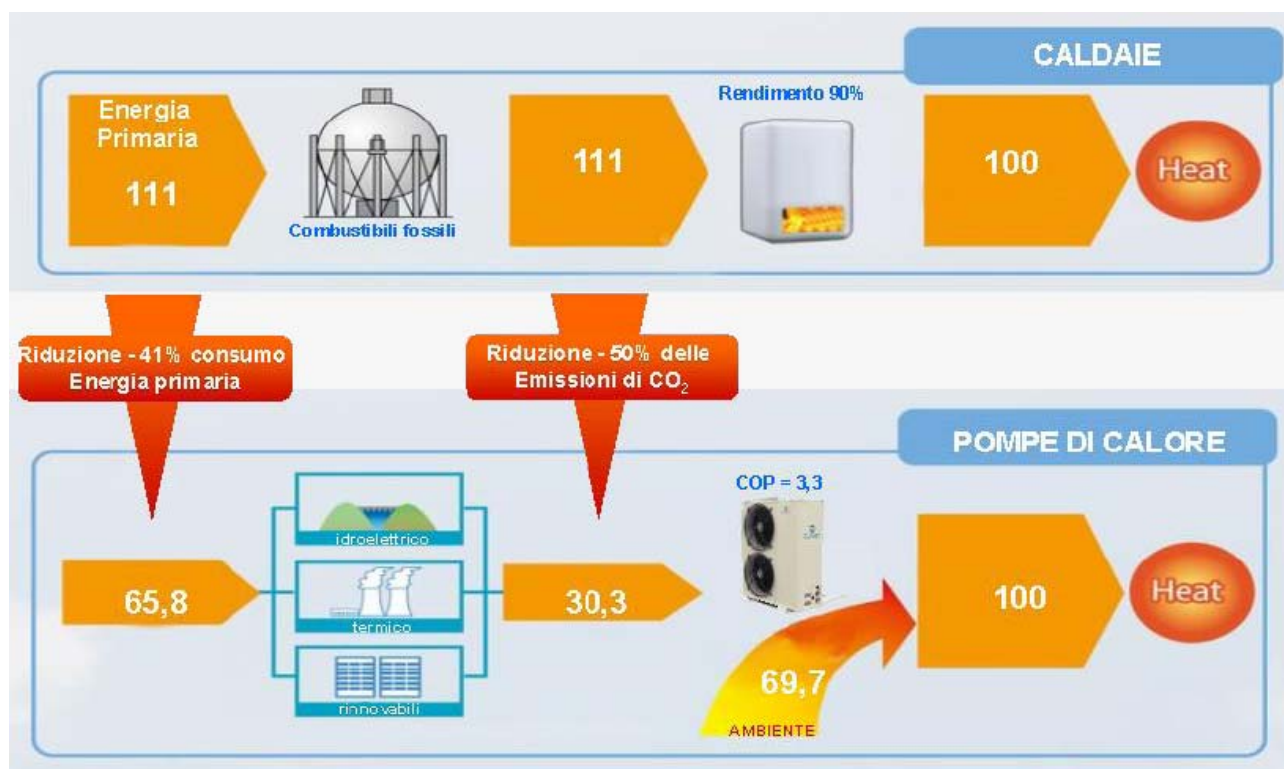 CALDAIE
Energia
Primaria
111
Combustibili fossili
111
Rendimento 90%
100
Heat
Riduzione - 41% consumo
Energia primaria
Riduzione - 50% delle
Emissioni di CO₂
POMPE DI CALORE
65,8
idroelettrico
termico
rinnovabili
30,3
COP = 3,3
69,7
AMBIENTE
100
Heat